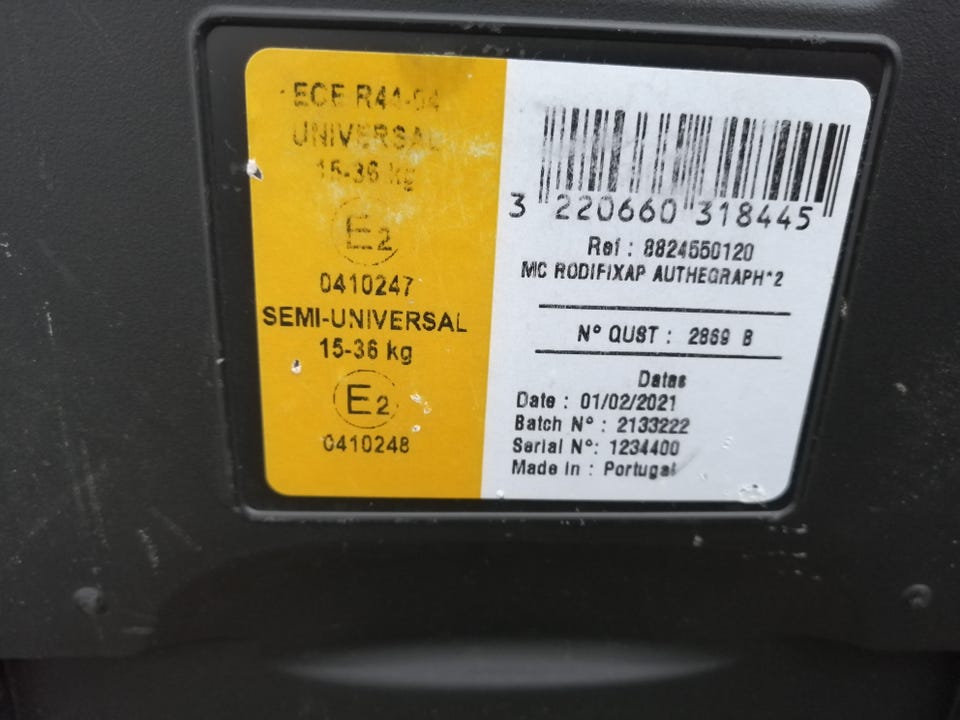 ECE R44-04
UNIVERSAL
15-36 kg
E2
0410247
SEMI-UNIVERSAL
15-36 kg
E2
0410248
3 220660 318445
Ref : 8824550120
MC RODIFIXAP AUTHEGRAPH*2
N° QUST : 2869 B
Dates
Date : 01/02/2021
Batch N° : 2133222
Serial N°: 1234400
Made In : Portugal